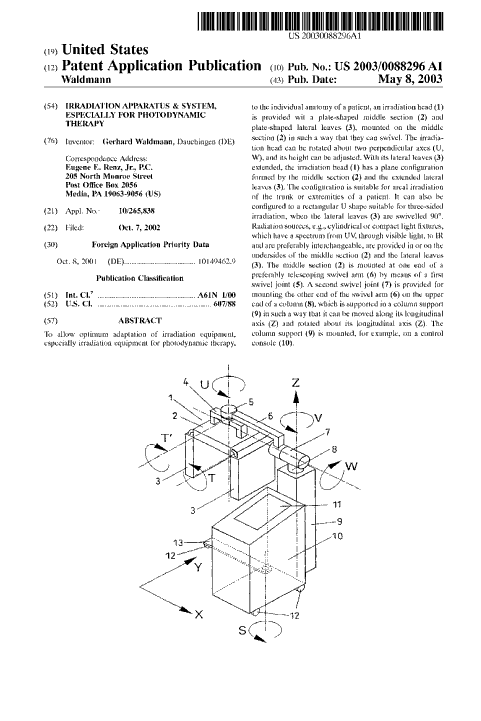 US 20030088296A1
(19) United States
(12) Patent Application Publication (10) Pub. No.: US 2003/0088296 A1
Waldmann (43) Pub. Date: May 8, 2003
(54) IRRADIATION APPARATUS & SYSTEM,
ESPECIALLY FOR PHOTODYNAMIC
THERAPY
(76) Inventor: Gerhard Waldmann, Dauchingen (DE)
Correspondence Address:
Eugene E. Renz, Jr., P.C.
205 North Monroe Street
Post Office Box 2056
Media, PA 19063-9056 (US)
(21) Appl. No.: 10/265,838
(22) Filed: Oct. 7, 2002
(30) Foreign Application Priority Data
Oct. 8, 2001 (DE) 10149462.9
Publication Classification
(51) Int. Cl.7 A61N 1/00
(52) U.S. Cl. 607/88
(57) ABSTRACT
To allow optimum adaptation of irradiation equipment,
especially irradiation equipment for photodynamic therapy,
to the individual anatomy of a patient, an irradiation head (1)
is provided wit a plate-shaped middle section (2) and
plate-shaped lateral leaves (3), mounted on the middle
section (2) in such a way that they can swivel. The irradia-
tion head can be rotated about two perpendicular axes (U,
W), and its height can be adjusted. With its lateral leaves (3)
extended, the irradiation head (1) has a plane configuration
formed by the middle section (2) and the extended lateral
leaves (3). The configuration is suitable for areal irradiation
of the trunk or extremities of a patient. It can also be
configured to a rectangular U shape suitable for three-sided
irradiation, when the lateral leaves (3) are swivelled 90°.
Radiation sources, e.g., cylindrical or compact light fixtures,
which have a spectrum from UV, through visible light, to IR
and are preferably interchangeable, are provided in or on the
undersides of the middle section (2) and the lateral leaves
(3). The middle section (2) is mounted at one end of a
preferably telescoping swivel arm (6) by means of a first
swivel joint (5). A second swivel joint (7) is provided for
mounting the other end of the swivel arm (6) on the upper
end of a column (8), which is supported in a column support
(9) in such a way that it can be moved along its longitudinal
axis (Z) and rotated about its longitudinal axis (Z). The
column support (9) is mounted, for example, on a control
console (10).
U
Z
4
5
1
6
V
2
7
T'
8
W
3
T
11
3
9
10
13
12
Y
X
12
S